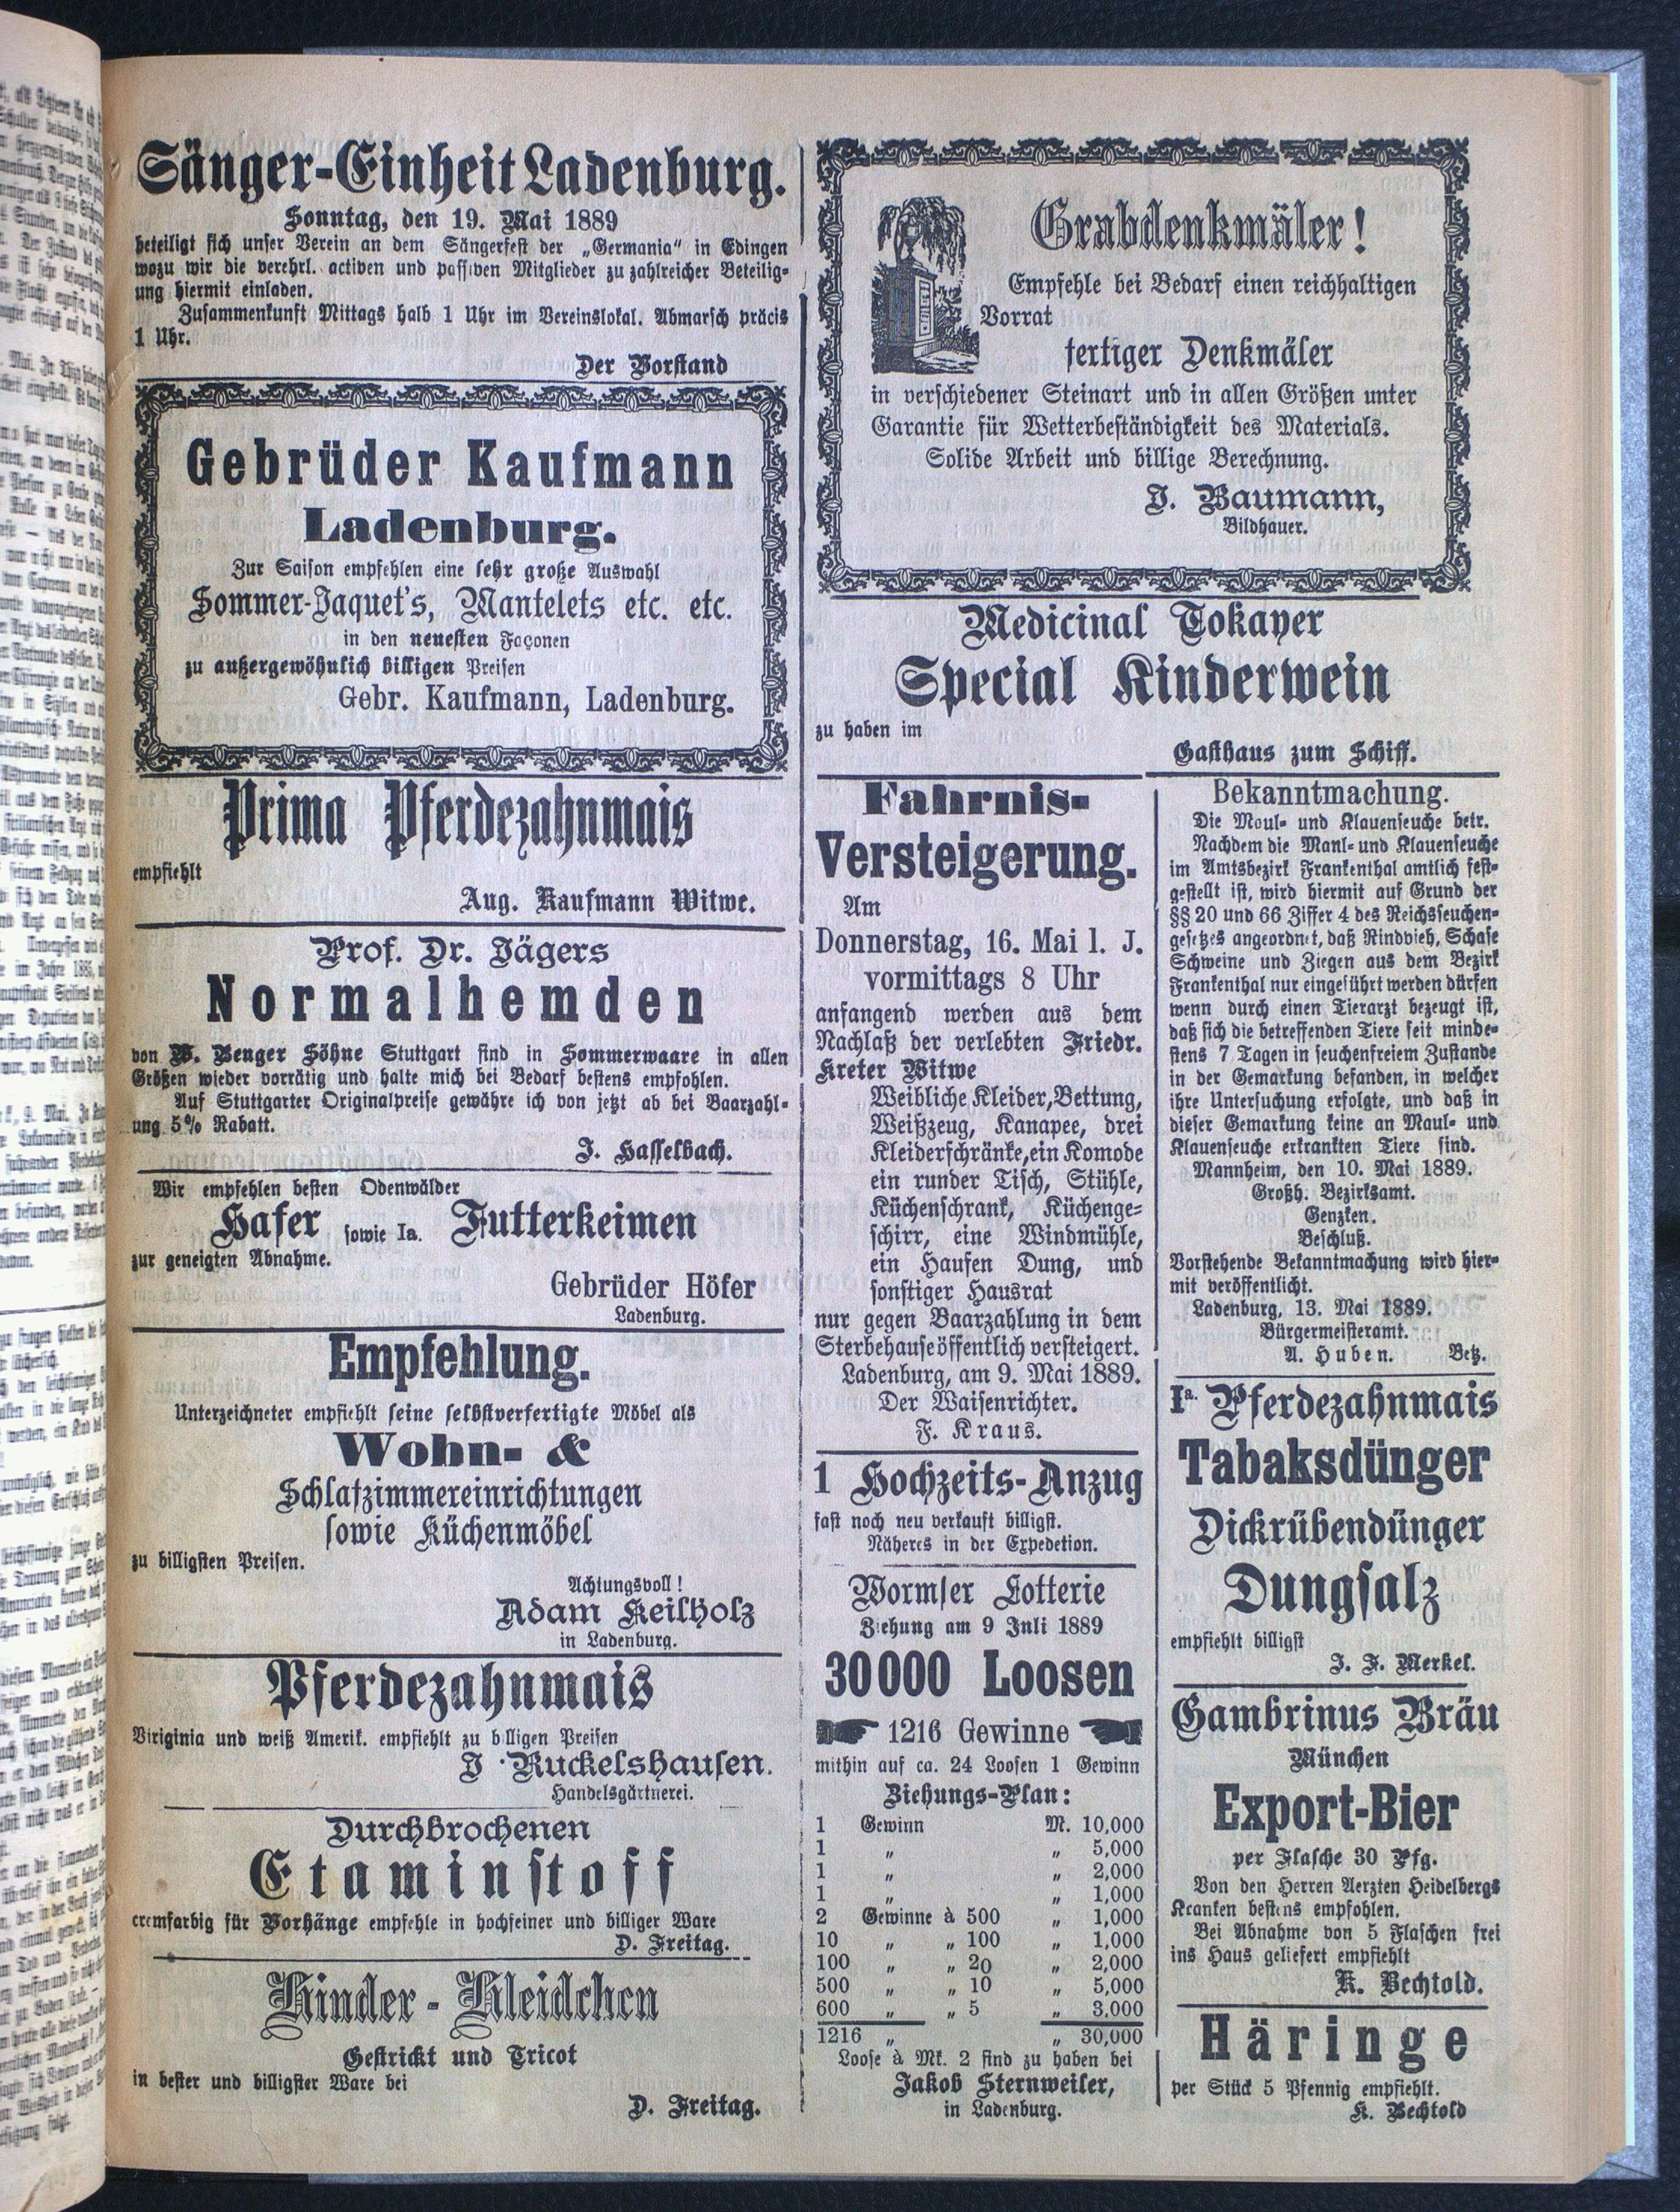 Sänger-Einheit Ladenburg.
Sonntag, den 19. Mai 1889
beteiligt sich unser Verein an dem Sängerfest der „Germania“ in Edingen
wozu wir die verehrl. activen und passiven Mitglieder zu zahlreicher Beteilig-
ung hiermit einladen.
Zusammenkunft Mittags halb 1 Uhr im Vereinslokal. Abmarsch präcis
1 Uhr.
Der Vorstand
Gebrüder Kaufmann
Ladenburg.
Zur Saison empfehlen eine sehr große Auswahl
Sommer-Jaquet's, Mantelets etc. etc.
in den neuesten Façonen
zu außergewöhnlich billigen Preisen
Gebr. Kaufmann, Ladenburg.
Prima Pferdezahnmais
empfiehlt
Aug. Kaufmann Witwe.
Prof. Dr. Jägers
Normalhemden
von W. Benger Söhne Stuttgart sind in Sommerwaare in allen
Größen wieder vorrätig und halte mich bei Bedarf bestens empfohlen.
Auf Stuttgarter Originalpreise gewähre ich von jetzt ab bei Baarzahl-
ung 5% Rabatt.
J. Hasselbach.
Wir empfehlen besten Odenwälder
Hafer sowie Ia. Futterkeimen
zur geneigten Abnahme.
Gebrüder Höfer
Ladenburg.
Empfehlung.
Unterzeichneter empfiehlt seine selbstverfertigte Möbel als
Wohn- &
Schlafzimmereinrichtungen
sowie Küchenmöbel
zu billigsten Preisen.
Achtungsvoll!
Adam Keilholz
in Ladenburg.
Pferdezahnmais
Viriginia und weiß Amerik. empfiehlt zu billigen Preisen
J. Ruckelshausen.
Handelsgärtnerei.
Durchbrochenen
Etaminstoff
cremfarbig für Vorhänge empfehle in hochfeiner und billiger Ware
D. Freitag.
Kinder-Kleidchen
Gestrickt und Tricot
in bester und billigster Ware bei
D. Freitag.
Grabdenkmäler!
Empfehle bei Bedarf einen reichhaltigen
Vorrat
fertiger Denkmäler
in verschiedener Steinart und in allen Größen unter
Garantie für Wetterbeständigkeit des Materials.
Solide Arbeit und billige Berechnung.
J. Baumann,
Bildhauer.
Medicinal Tokayer
Special Kinderwein
zu haben im
Gasthaus zum Schiff.
Fahrnis-
Versteigerung.
Am
Donnerstag, 16. Mai l. J.
vormittags 8 Uhr
anfangend werden aus dem
Nachlaß der verlebten Friedr.
Kreter Witwe
Weibliche Kleider, Bettung,
Weißzeug, Kanapee, drei
Kleiderschränke, ein Komode
ein runder Tisch, Stühle,
Küchenschrank, Küchenge-
schirr, eine Windmühle,
ein Haufen Dung, und
sonstiger Hausrat
nur gegen Baarzahlung in dem
Sterbehause öffentlich versteigert.
Ladenburg, am 9. Mai 1889.
Der Waisenrichter.
F. Kraus.
1 Hochzeits-Anzug
fast noch neu verkauft billigst.
Näheres in der Expedetion.
Wormser Lotterie
Ziehung am 9 Juli 1889
30000 Loosen
1216 Gewinne
mithin auf ca. 24 Loosen 1 Gewinn
Ziehungs-Plan:
1 Gewinn M. 10,000
1 „ „ 5,000
1 „ „ 2,000
1 „ „ 1,000
2 Gewinne à 500 „ 1,000
10 „ „ 100 „ 1,000
100 „ „ 20 „ 2,000
500 „ „ 10 „ 5,000
600 „ „ 5 „ 3,000
1216 „ „ 30,000
Loose à Mk. 2 sind zu haben bei
Jakob Sternweiler,
in Ladenburg.
Bekanntmachung.
Die Moul- und Klauenseuche betr.
Nachdem die Manl- und Klauenseuche
im Amtsbezirk Frankenthal amtlich fest-
gestellt ist, wird hiermit auf Grund der
§§ 20 und 66 Ziffer 4 des Reichsseuchen-
gesetzes angeordnet, daß Rindvieh, Schafe
Schweine und Ziegen aus dem Bezirk
Frankenthal nur eingeführt werden dürfen
wenn durch einen Tierarzt bezeugt ist,
daß sich die betreffenden Tiere seit minde-
stens 7 Tagen in seuchenfreiem Zustande
in der Gemarkung befanden, in welcher
ihre Untersuchung erfolgte, und daß in
dieser Gemarkung keine an Maul- und
Klauenseuche erkrankten Tiere sind.
Mannheim, den 10. Mai 1889.
Großh. Bezirksamt.
Genzken.
Beschluß.
Vorstehende Bekanntmachung wird hier-
mit veröffentlicht.
Ladenburg, 13. Mai 1889.
Bürgermeisteramt.
A. Huben. Betz.
Ia. Pferdezahnmais
Tabaksdünger
Dickrübendünger
Dungsalz
empfiehlt billigst
J. F. Merkel.
Gambrinus Bräu
München
Export-Bier
per Flasche 30 Pfg.
Von den Herren Aerzten Heidelbergs
Kranken bestens empfohlen.
Bei Abnahme von 5 Flaschen frei
ins Haus geliefert empfiehlt
K. Bechtold.
Häringe
per Stück 5 Pfennig empfiehlt.
K. Bechtold